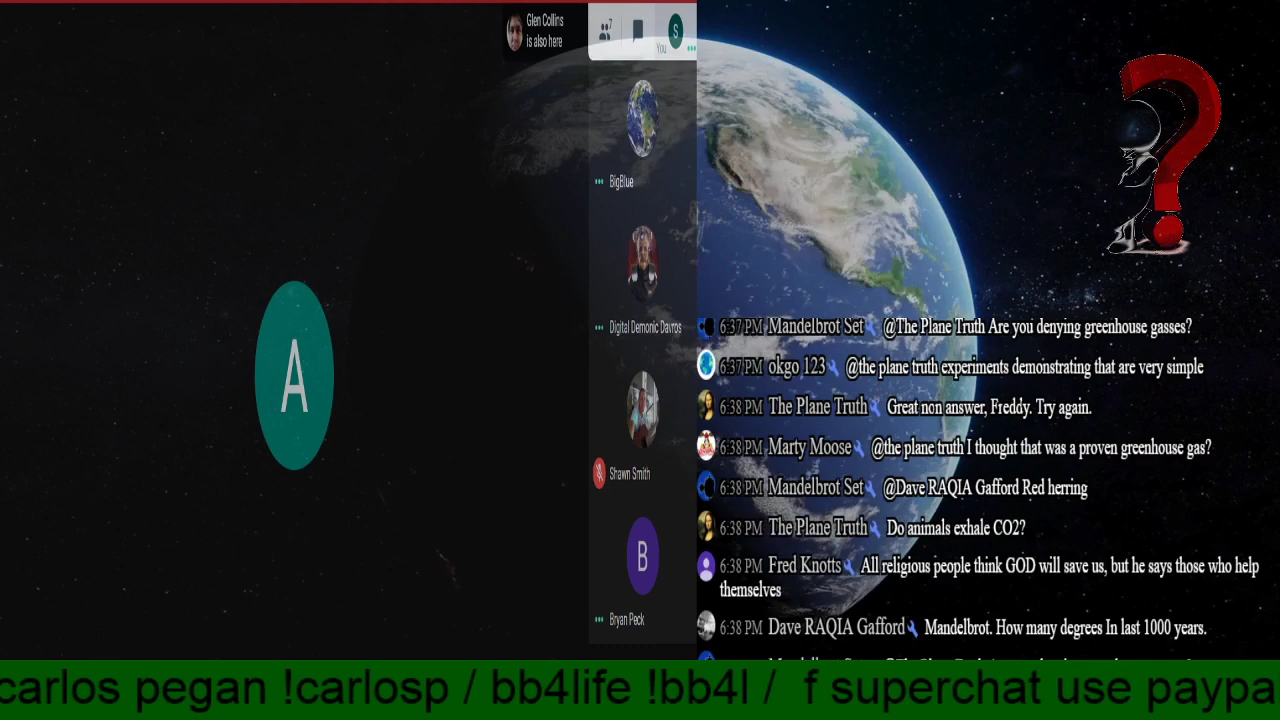 Glen Collins
is also here
7
S
You
BigBlue
Digital Demonic Davros
Shawn Smith
B
Bryan Peck
A
6:37 PM Mandelbrot Set @The Plane Truth Are you denying greenhouse gasses?
6:37 PM okgo 123 @the plane truth experiments demonstrating that are very simple
6:38 PM The Plane Truth Great non answer, Freddy. Try again.
6:38 PM Marty Moose @the plane truth I thought that was a proven greenhouse gas?
6:38 PM Mandelbrot Set @Dave RAQIA Gafford Red herring
6:38 PM The Plane Truth Do animals exhale CO2?
6:38 PM Fred Knotts All religious people think GOD will save us, but he says those who help
themselves
6:38 PM Dave RAQIA Gafford Mandelbrot. How many degrees In last 1000 years.
carlos pegan !carlosp / bb4life !bb4l / f superchat use paypa